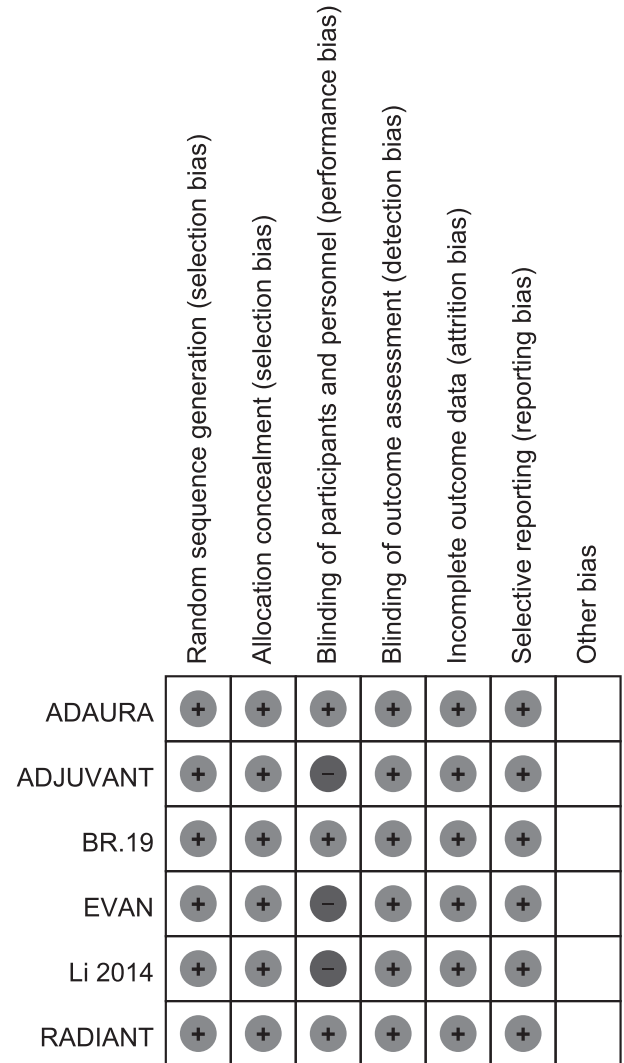 Random sequence generation (selection bias)
Allocation concealment (selection bias)
Blinding of participants and personnel (performance bias)
Blinding of outcome assessment (detection bias)
Incomplete outcome data (attrition bias)
Selective reporting (reporting bias)
Other bias
ADAURA + + + + + +
ADJUVANT + + – + + +
BR.19 + + + + + +
EVAN + + – + + +
Li 2014 + + – + + +
RADIANT + + + + + +